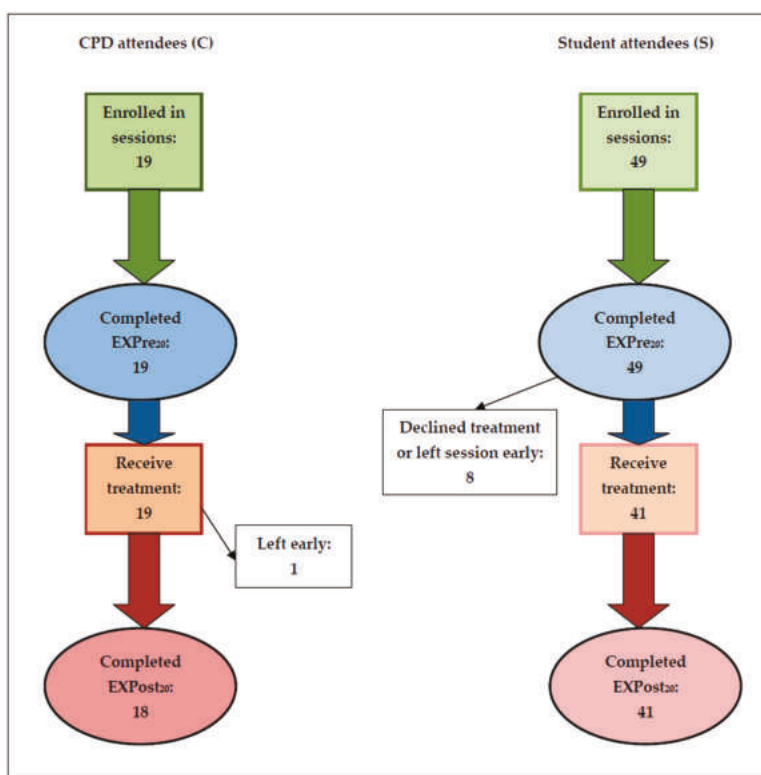 CPD attendees (C)
Student attendees (S)
Enrolled in
sessions:
19
Enrolled in
sessions:
49
Completed
EXPre₂₀:
19
Completed
EXPre₂₀:
49
Declined treatment
or left session early:
8
Receive
treatment:
19
Receive
treatment:
41
Left early:
1
Completed
EXPost₂₀:
18
Completed
EXPost₂₀:
41